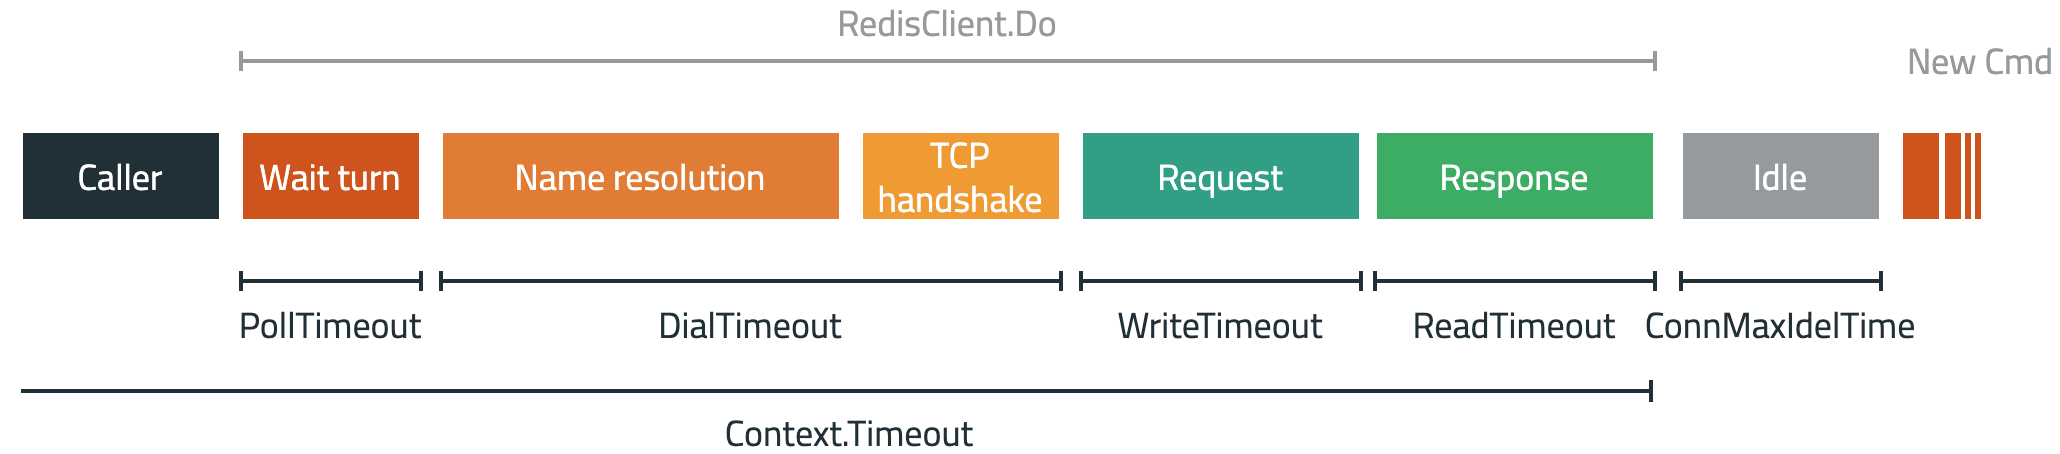 RedisClient.Do
New Cmd
Caller
Wait turn
Name resolution
TCP
handshake
Request
Response
Idle
PollTimeout
DialTimeout
WriteTimeout
ReadTimeout
ConnMaxIdelTime
Context.Timeout